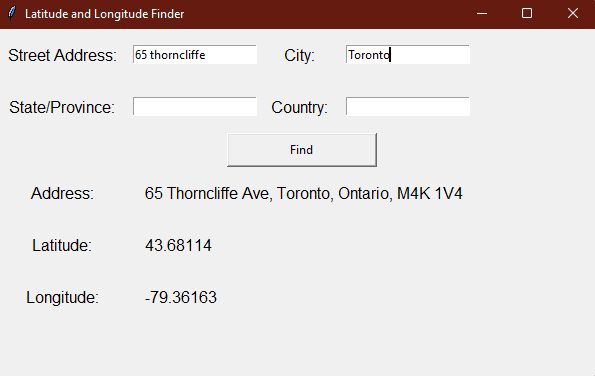 Latitude and Longitude Finder
Street Address: 65 thorncliffe City: Toronto
State/Province: Country:
Find
Address: 65 Thorncliffe Ave, Toronto, Ontario, M4K 1V4
Latitude: 43.68114
Longitude: -79.36163